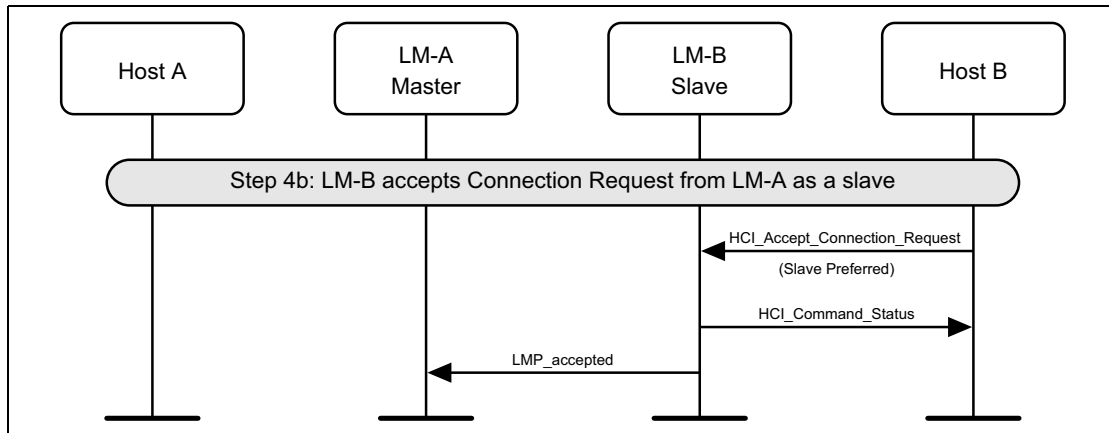 Host A
LM-A
Master
LM-B
Slave
Host B
Step 4b: LM-B accepts Connection Request from LM-A as a slave
HCI_Accept_Connection_Request
(Slave Preferred)
HCI_Command_Status
LMP_accepted